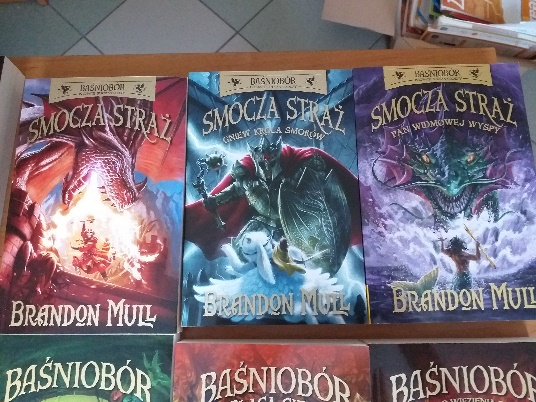 BAŚNIOBÓR
SMOCZA STRAŻ
BRANDON MULL
BAŚNIOBÓR
SMOCZA STRAŻ
GNIEW KRÓLA SMOKÓW
BRANDON MULL
BAŚNIOBÓR
SMOCZA STRAŻ
PAN WIDMOWEJ WYSPY
BRANDON MULL
BAŚNIOBÓR
BAŚNIOBÓR
BAŚNIOBÓR